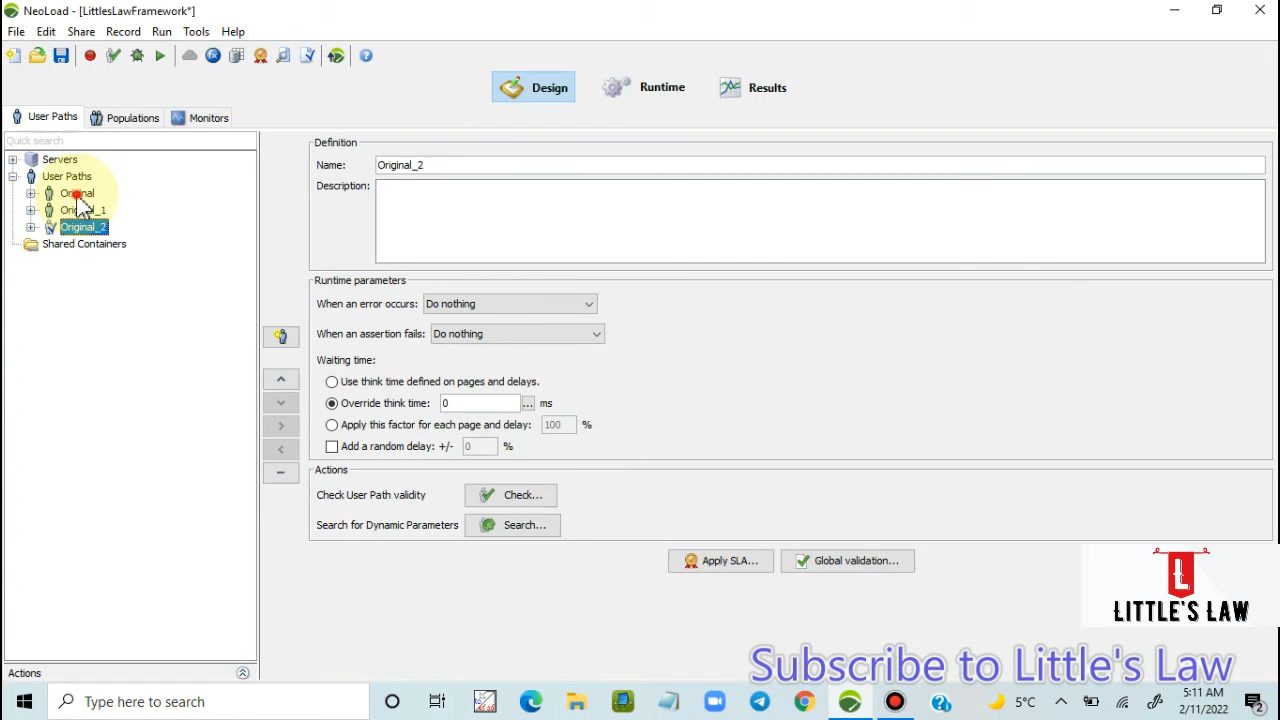 NeoLoad - [LittlesLawFramework*]
File Edit Share Record Run Tools Help
Design Runtime Results
User Paths Populations Monitors
Quick search
Servers
User Paths
Original
Original_1
Original_2
Shared Containers
Actions
Definition
Name: Original_2
Description:
Runtime parameters
When an error occurs: Do nothing
When an assertion fails: Do nothing
Waiting time:
Use think time defined on pages and delays.
Override think time: 0 ... ms
Apply this factor for each page and delay: 100 %
Add a random delay: +/- 0 %
Actions
Check User Path validity Check...
Search for Dynamic Parameters Search...
Apply SLA... Global validation...
L
LITTLE'S LAW
Subscribe to Little's Law
Type here to search
5°C
5:11 AM
2/11/2022
2